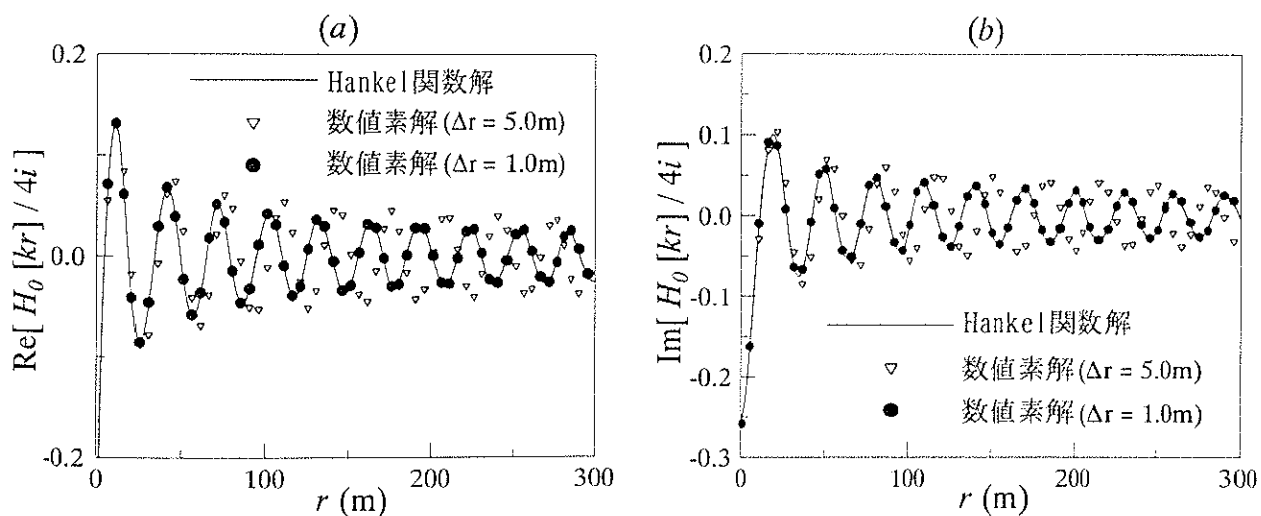 (a)
0.2
0.0
-0.2
Re[ H₀ [kr] / 4i ]
Hankel関数解
数値素解(Δr = 5.0m)
数値素解(Δr = 1.0m)
0
100
200
300
r (m)
(b)
0.2
0.1
0.0
-0.1
-0.2
-0.3
Im[ H₀ [kr] / 4i ]
Hankel関数解
数値素解(Δr = 5.0m)
数値素解(Δr = 1.0m)
0
100
200
300
r (m)